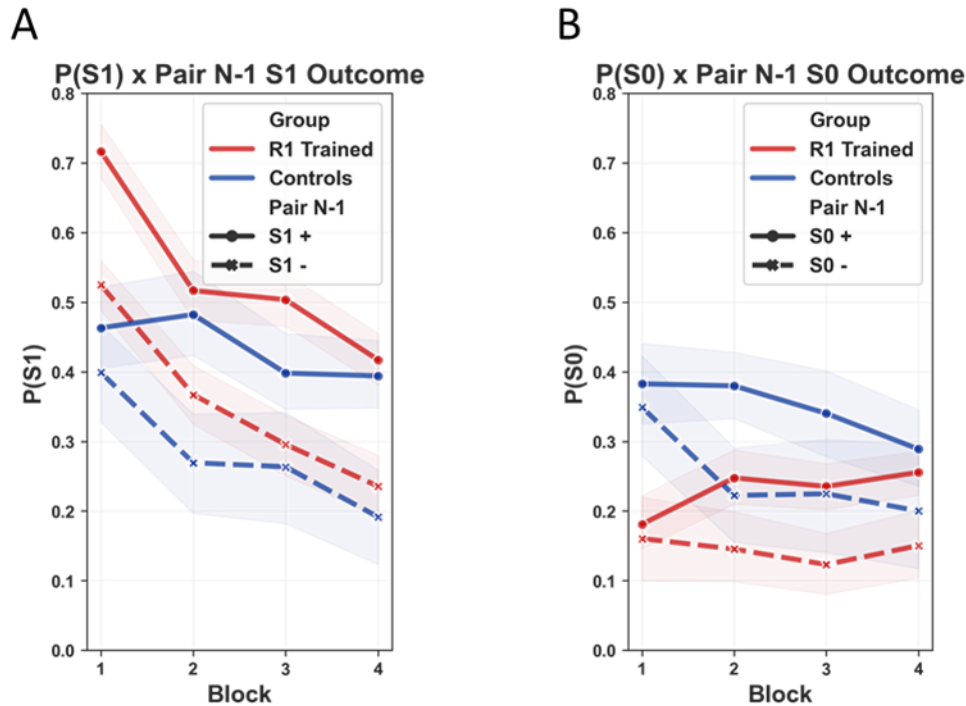 A
P(S1) x Pair N-1 S1 Outcome
0.8
0.7
0.6
0.5
0.4
0.3
0.2
0.1
0.0
P(S1)
1 2 3 4
Block
Group
R1 Trained
Controls
Pair N-1
S1 +
S1 -
B
P(S0) x Pair N-1 S0 Outcome
0.8
0.7
0.6
0.5
0.4
0.3
0.2
0.1
0.0
P(S0)
1 2 3 4
Block
Group
R1 Trained
Controls
Pair N-1
S0 +
S0 -